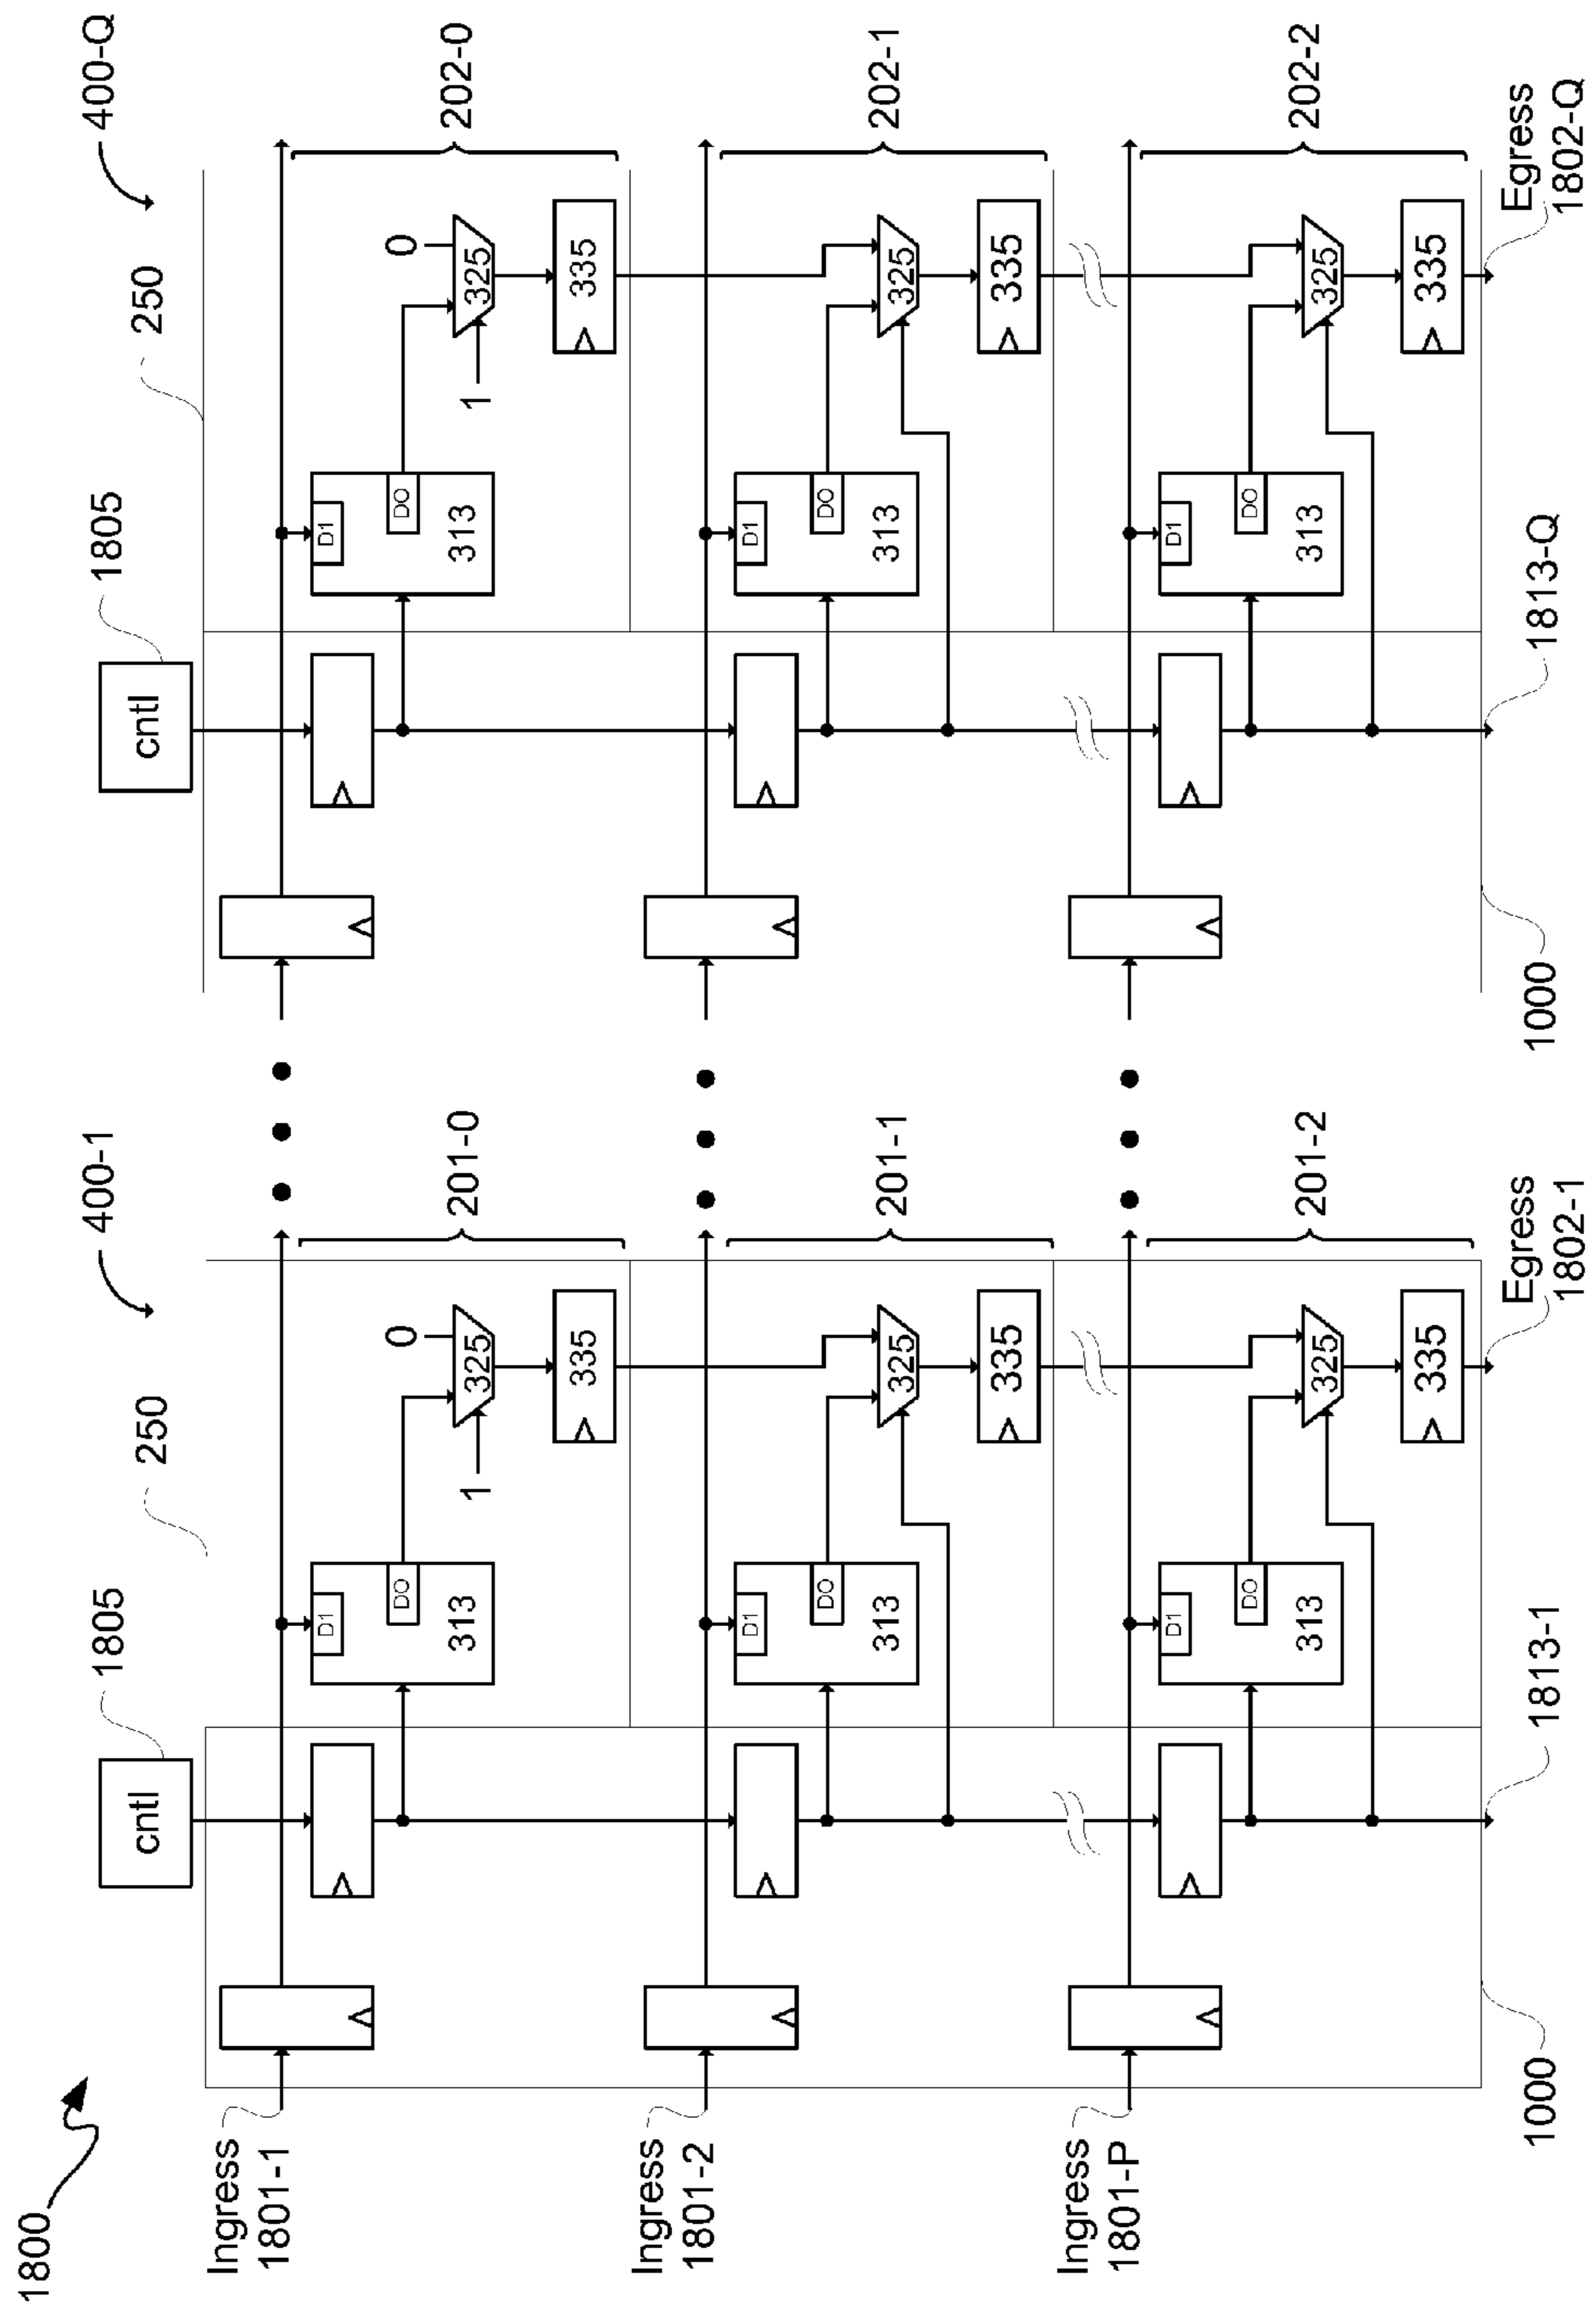 1800
400-1
400-Q
1805
250
1805
250
cntl
cntl
Ingress
1801-1
D1
DO
313
1
0
325
335
201-0
D1
DO
313
1
0
325
335
202-0
Ingress
1801-2
D1
DO
313
325
335
201-1
D1
DO
313
325
335
202-1
Ingress
1801-P
D1
DO
313
325
335
201-2
D1
DO
313
325
335
202-2
1000
1813-1
Egress
1802-1
1000
1813-Q
Egress
1802-Q